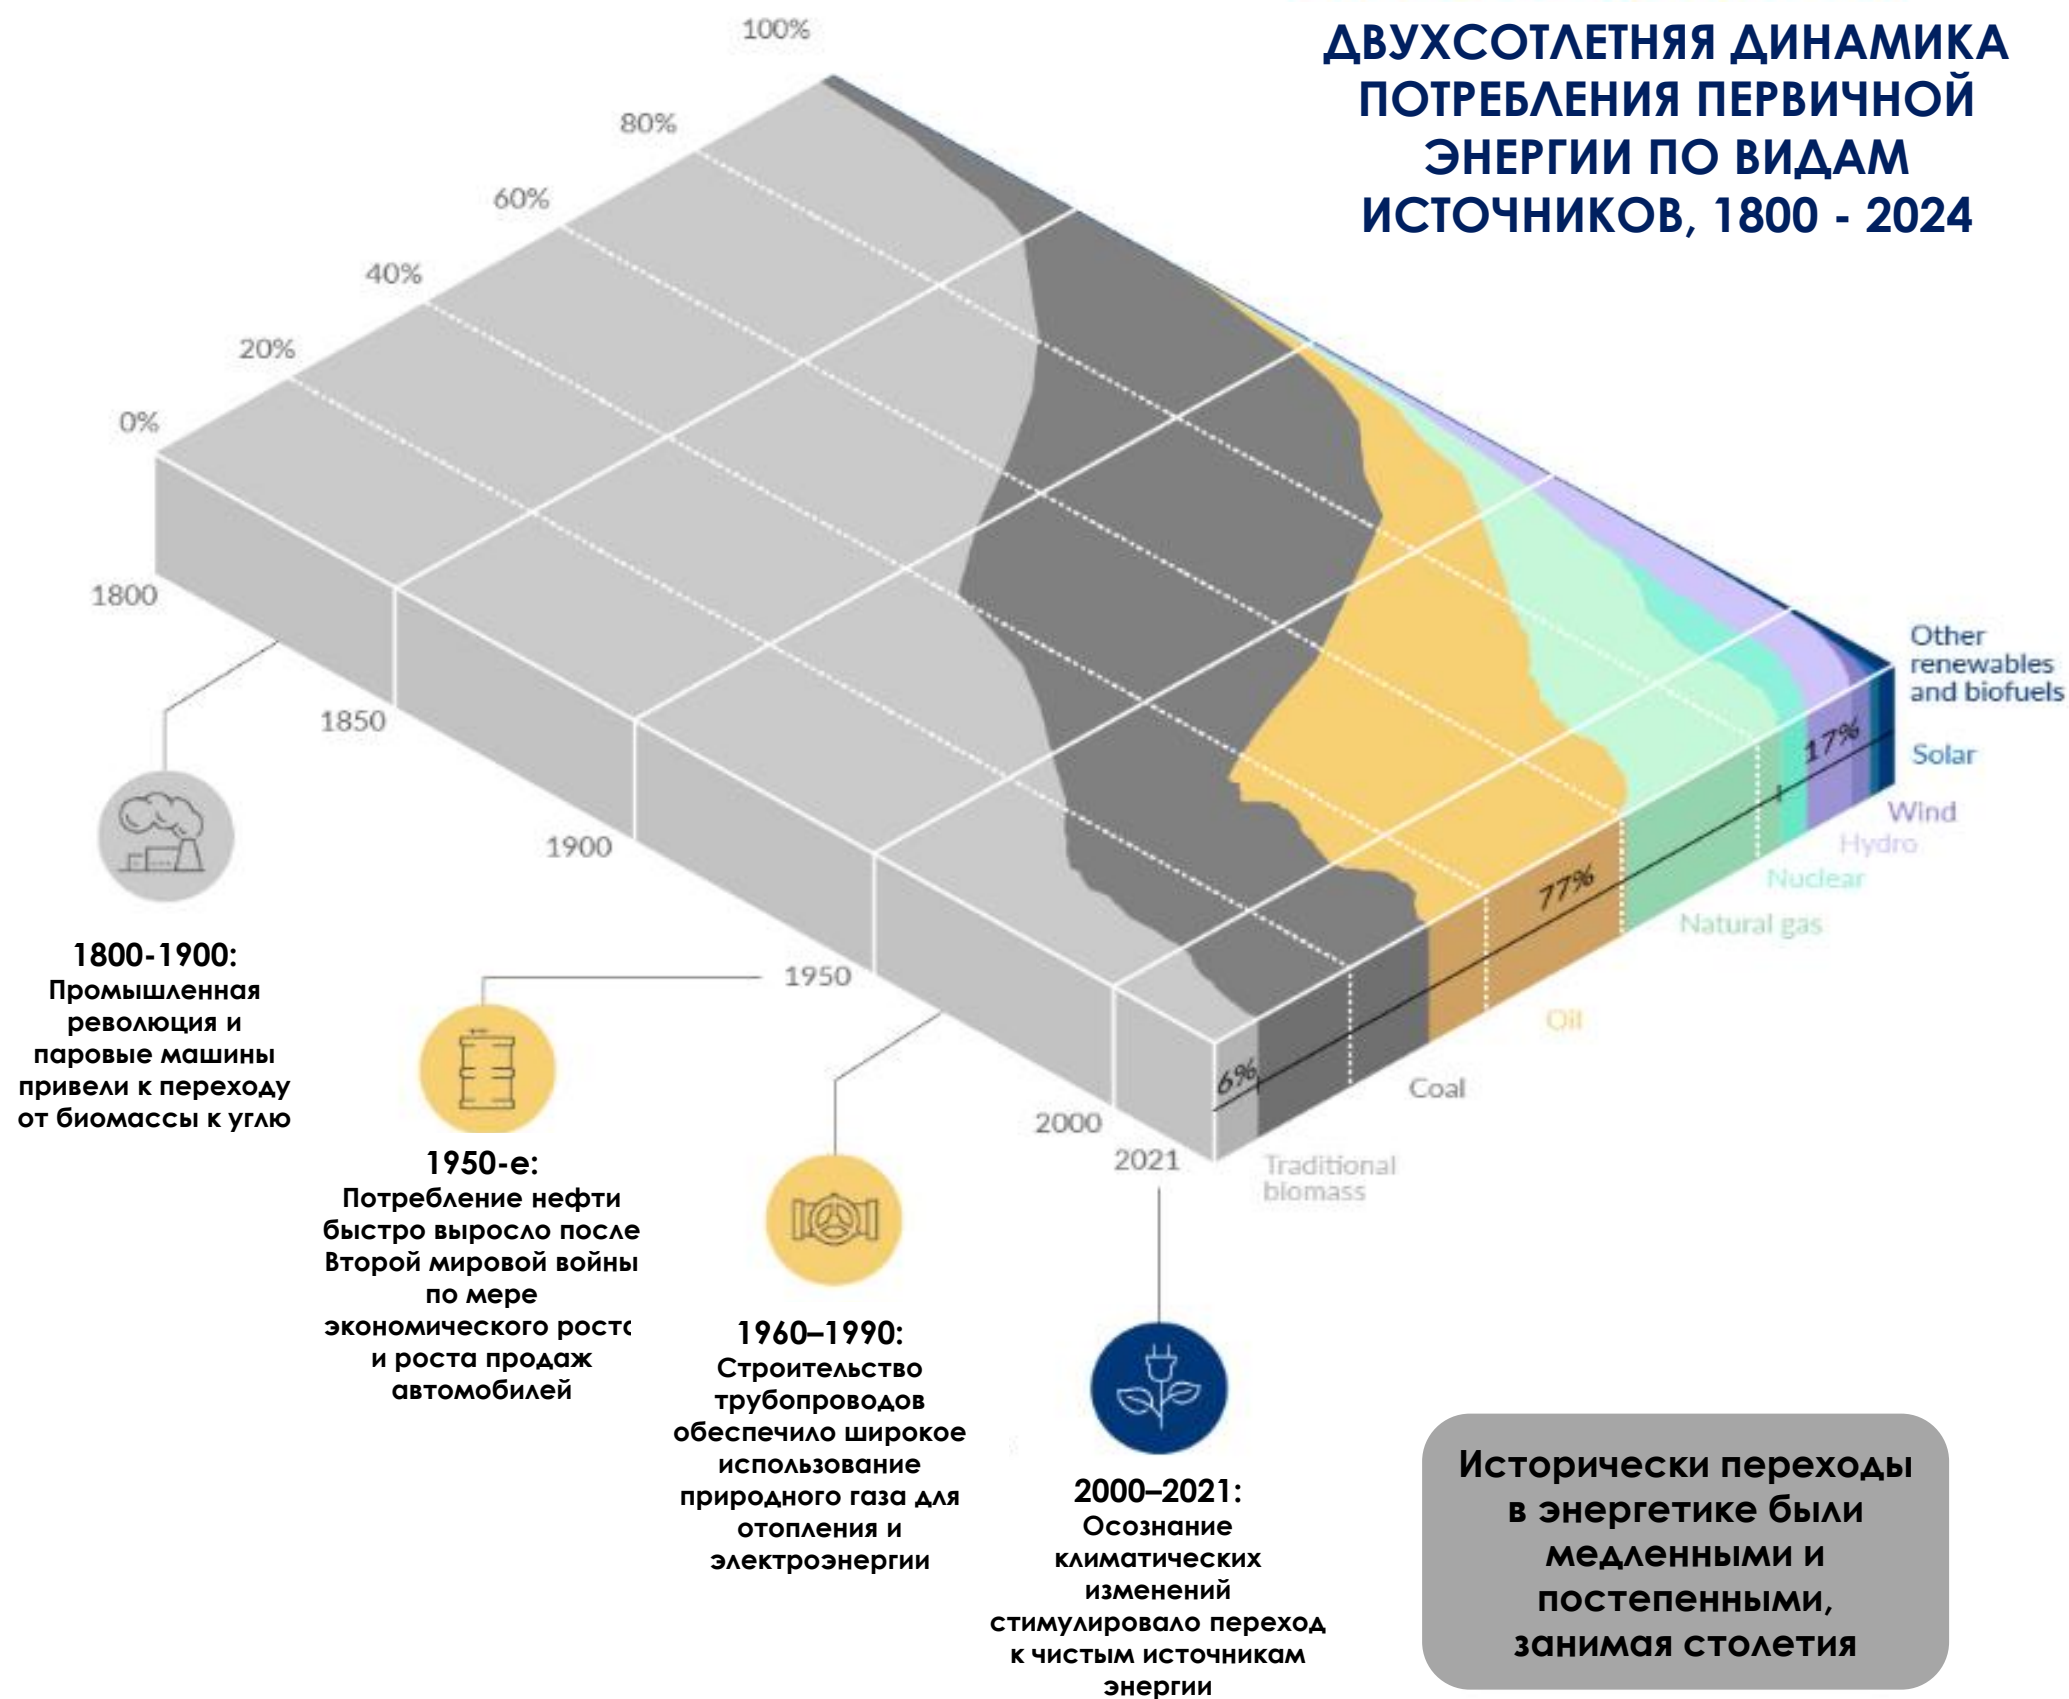 ДВУХСОТЛЕТНЯЯ ДИНАМИКА
ПОТРЕБЛЕНИЯ ПЕРВИЧНОЙ
ЭНЕРГИИ ПО ВИДАМ
ИСТОЧНИКОВ, 1800 - 2024
100%
80%
60%
40%
20%
0%
1800
1850
1900
1950
2000
2021
Other
renewables
and biofuels
Solar
Wind
Hydro
Nuclear
Natural gas
Oil
Coal
Traditional
biomass
17%
77%
6%
1800-1900:
Промышленная
революция и
паровые машины
привели к переходу
от биомассы к углю
1950-е:
Потребление нефти
быстро выросло после
Второй мировой войны
по мере
экономического роста
и роста продаж
автомобилей
1960–1990:
Строительство
трубопроводов
обеспечило широкое
использование
природного газа для
отопления и
электроэнергии
2000–2021:
Осознание
климатических
изменений
стимулировало переход
к чистым источникам
энергии
Исторически переходы
в энергетике были
медленными и
постепенными,
занимая столетия